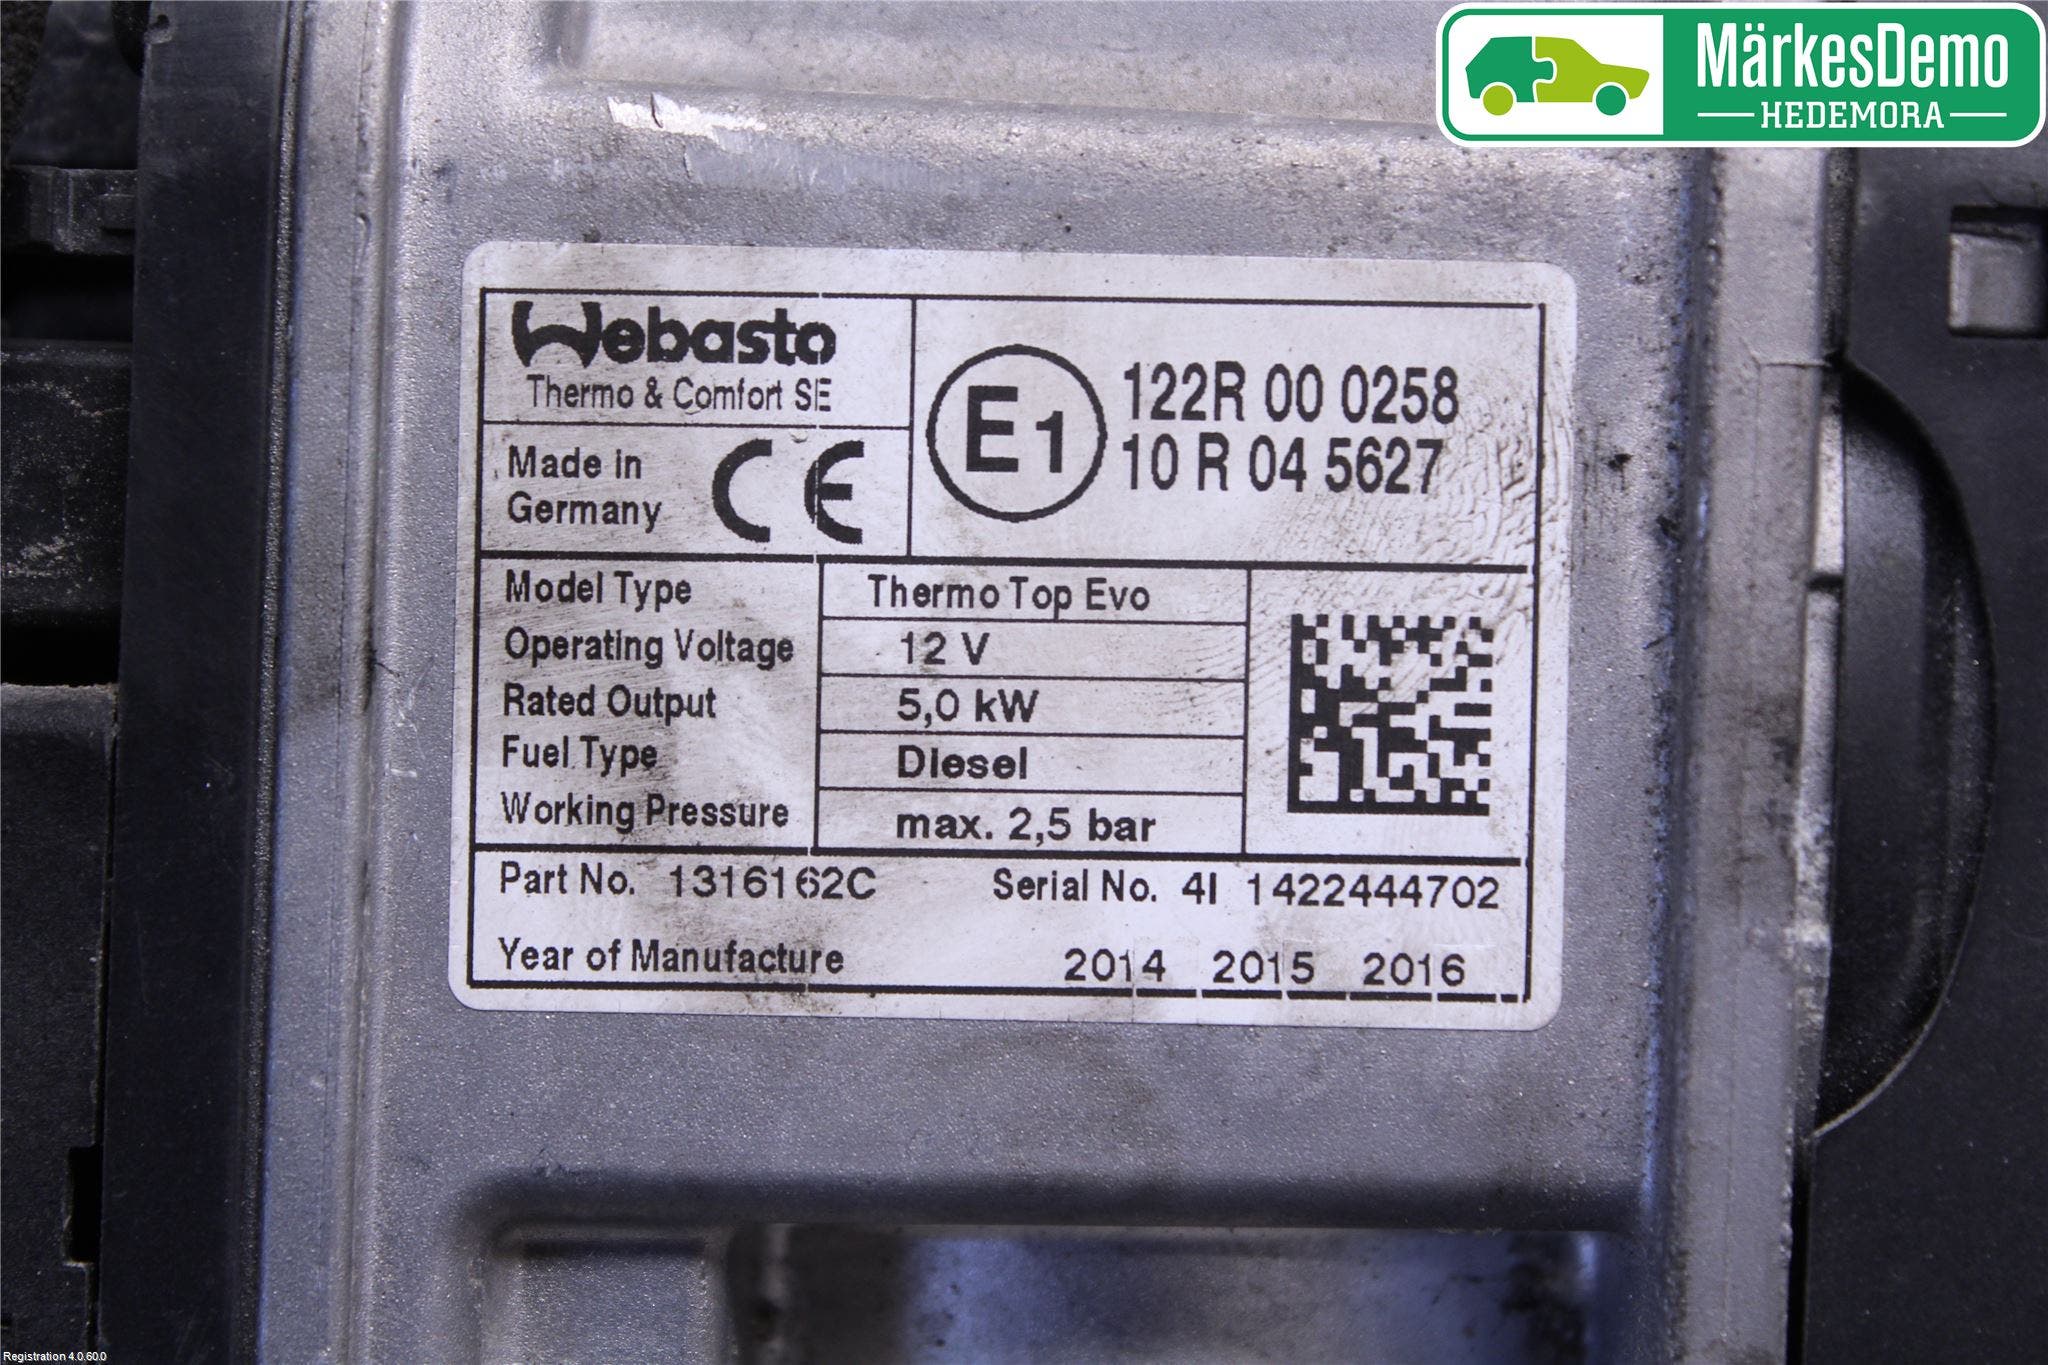 MärkesDemo
HEDEMORA
Webasto
Thermo & Comfort SE
Made in
Germany
CE
E1
122R 00 0258
10 R 04 5627
Model Type Thermo Top Evo
Operating Voltage 12 V
Rated Output 5,0 kW
Fuel Type Diesel
Working Pressure max. 2,5 bar
Part No. 1316162C Serial No. 4I 1422444702
Year of Manufacture 2014 2015 2016
Registration 4.0.60.0